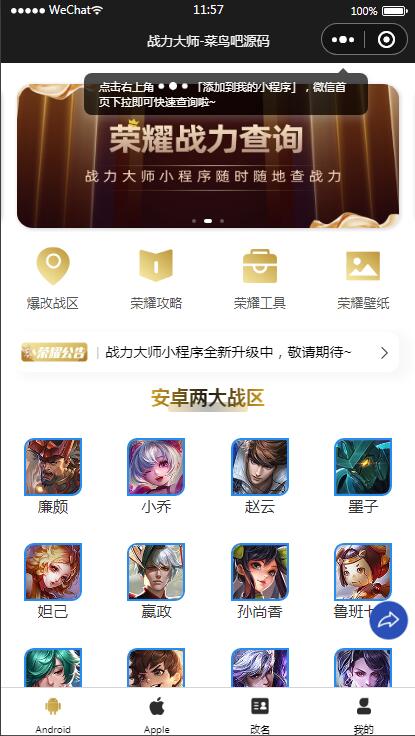 WeChat
11:57
100%
战力大师-菜鸟吧源码
点击右上角 「添加到我的小程序」，微信首
页下拉即可快速查询啦~
荣耀战力查询
战力大师小程序随时随地查战力
爆改战区
荣耀攻略
荣耀工具
荣耀壁纸
荣耀公告
战力大师小程序全新升级中，敬请期待~
安卓两大战区
廉颇
小乔
赵云
墨子
妲己
嬴政
孙尚香
鲁班七
Android
Apple
改名
我的